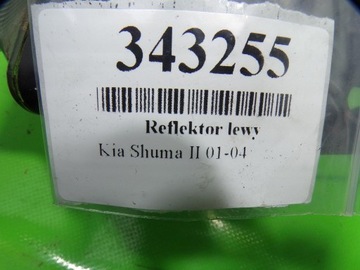 343255
Reflektor lewy
Kia Shuma II 01-04